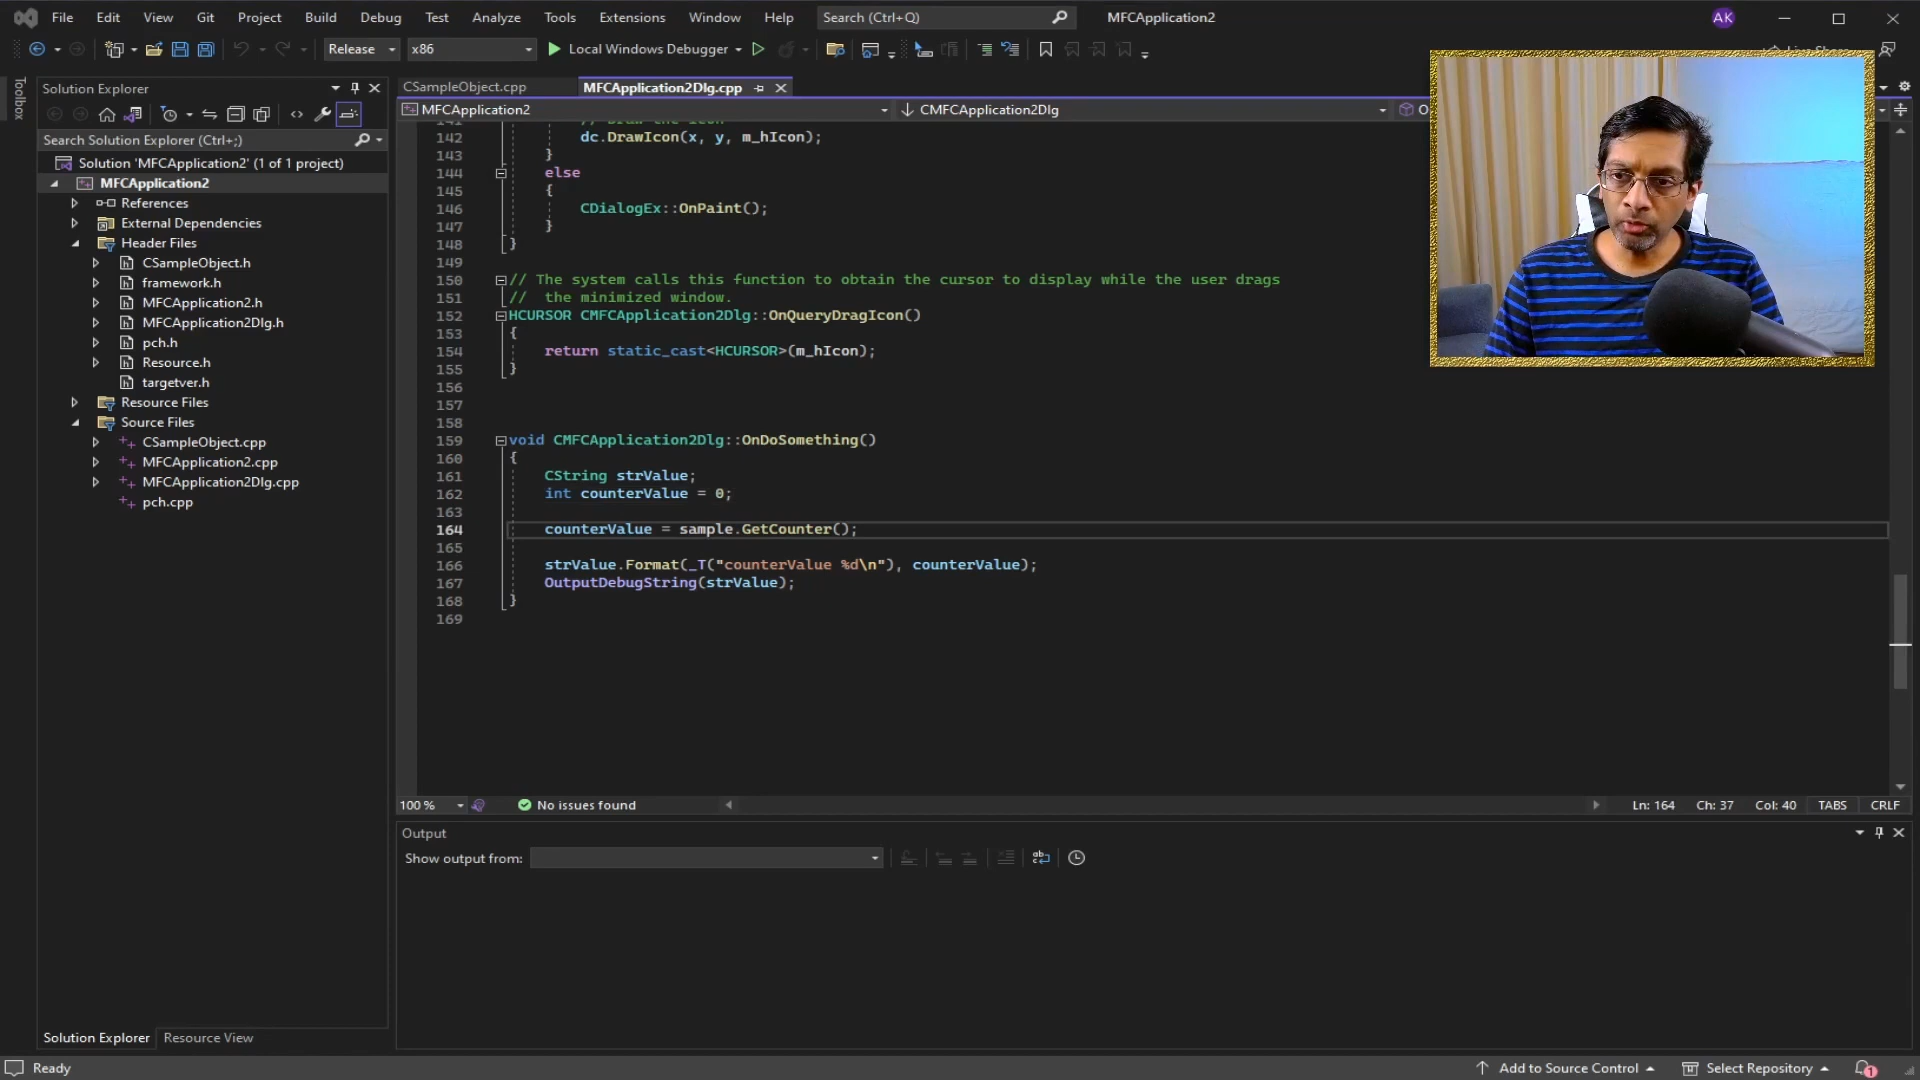 File Edit View Git Project Build Debug Test Analyze Tools Extensions Window Help Search (Ctrl+Q) MFCApplication2 AK
Release x86 Local Windows Debugger
Toolbox
Solution Explorer
Search Solution Explorer (Ctrl+;)
Solution 'MFCApplication2' (1 of 1 project)
MFCApplication2
References
External Dependencies
Header Files
CSampleObject.h
framework.h
MFCApplication2.h
MFCApplication2Dlg.h
pch.h
Resource.h
targetver.h
Resource Files
Source Files
CSampleObject.cpp
MFCApplication2.cpp
MFCApplication2Dlg.cpp
pch.cpp
Solution Explorer Resource View
CSampleObject.cpp MFCApplication2Dlg.cpp
MFCApplication2 CMFCApplication2Dlg
142 dc.DrawIcon(x, y, m_hIcon);
143 }
144 else
145 {
146 CDialogEx::OnPaint();
147 }
148 }
149
150 // The system calls this function to obtain the cursor to display while the user drags
151 //  the minimized window.
152 HCURSOR CMFCApplication2Dlg::OnQueryDragIcon()
153 {
154 return static_cast<HCURSOR>(m_hIcon);
155 }
156
157
158
159 void CMFCApplication2Dlg::OnDoSomething()
160 {
161 CString strValue;
162 int counterValue = 0;
163
164 counterValue = sample.GetCounter();
165
166 strValue.Format(_T("counterValue %d\n"), counterValue);
167 OutputDebugString(strValue);
168 }
169
100 % No issues found Ln: 164 Ch: 37 Col: 40 TABS CRLF
Output
Show output from:
Ready Add to Source Control Select Repository 1